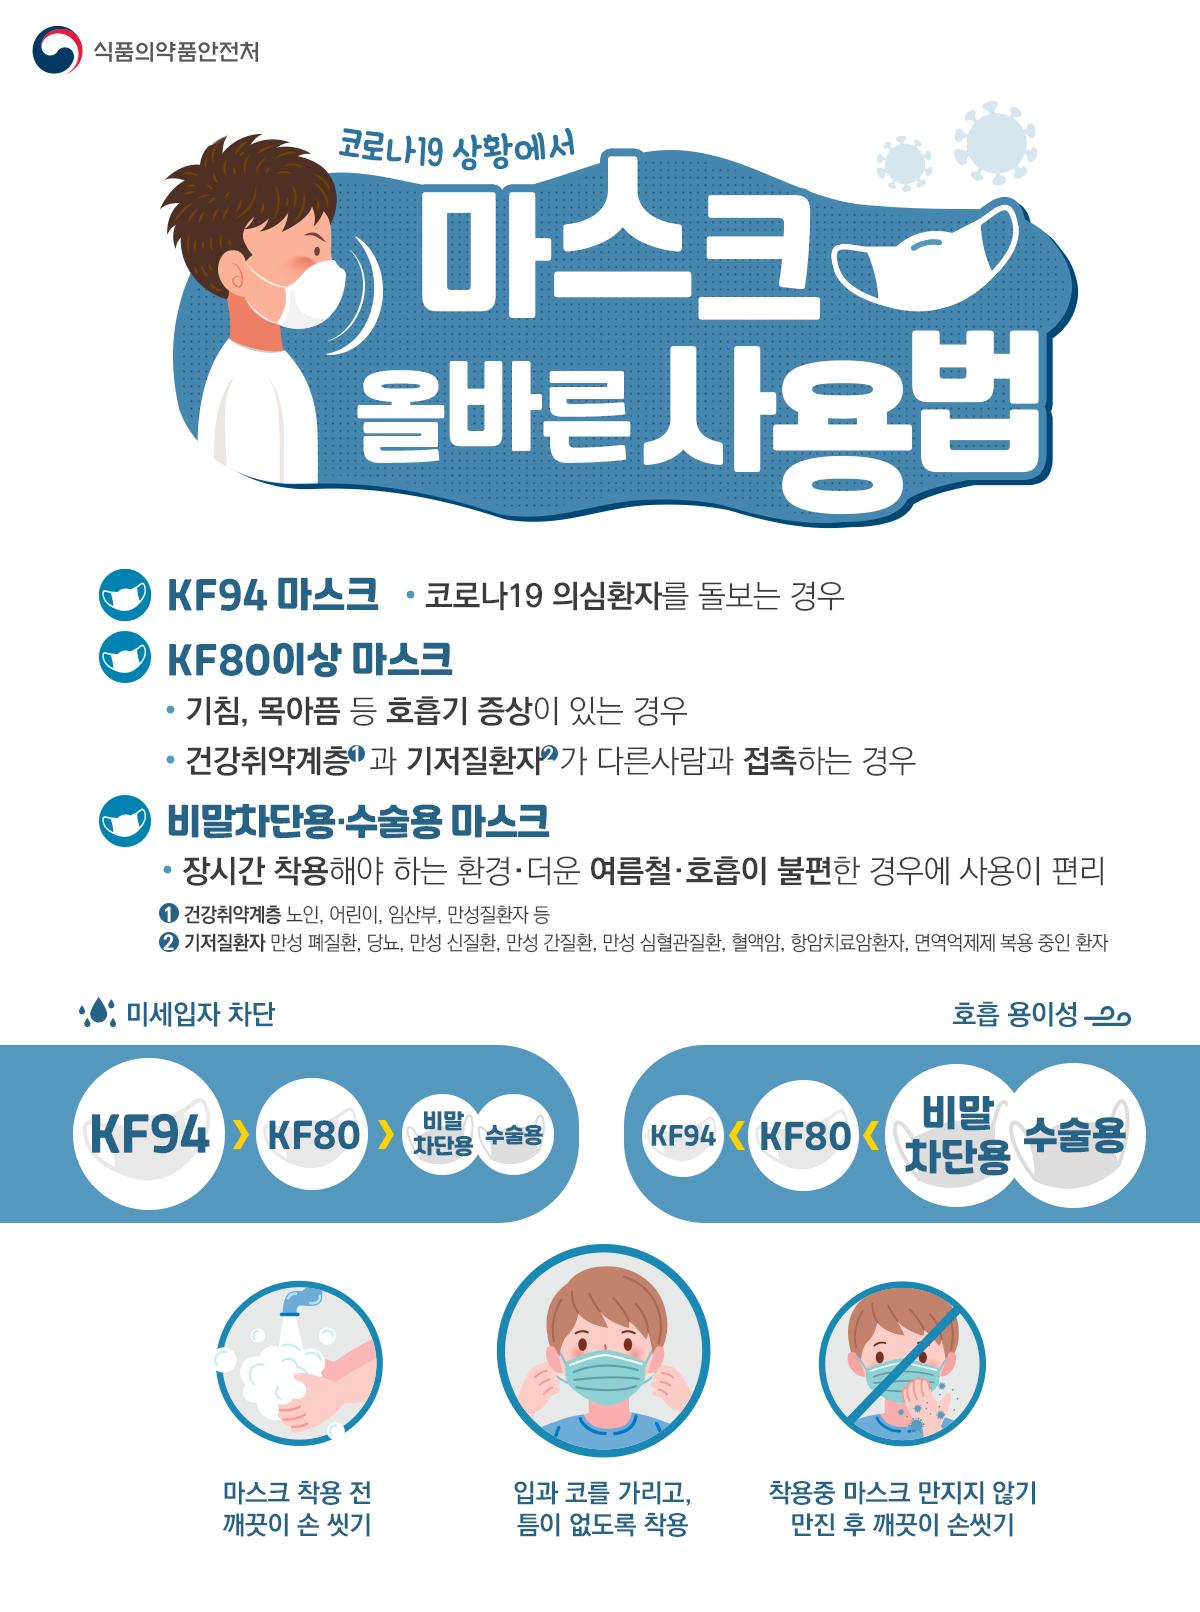 식품의약품안전처
코로나19 상황에서
마스크
올바른 사용법
KF94 마스크 • 코로나19 의심환자를 돌보는 경우
KF80이상 마스크
• 기침, 목아픔 등 호흡기 증상이 있는 경우
• 건강취약계층❶과 기저질환자❷가 다른사람과 접촉하는 경우
비말차단용·수술용 마스크
• 장시간 착용해야 하는 환경·더운 여름철·호흡이 불편한 경우에 사용이 편리
❶ 건강취약계층 노인, 어린이, 임산부, 만성질환자 등
❷ 기저질환자 만성 폐질환, 당뇨, 만성 신질환, 만성 간질환, 만성 심혈관질환, 혈액암, 항암치료암환자, 면역억제제 복용 중인 환자
미세입자 차단
KF94 > KF80 > 비말
차단용 수술용
호흡 용이성
KF94 < KF80 < 비말
차단용 수술용
마스크 착용 전
깨끗이 손 씻기
입과 코를 가리고,
틈이 없도록 착용
착용중 마스크 만지지 않기
만진 후 깨끗이 손씻기